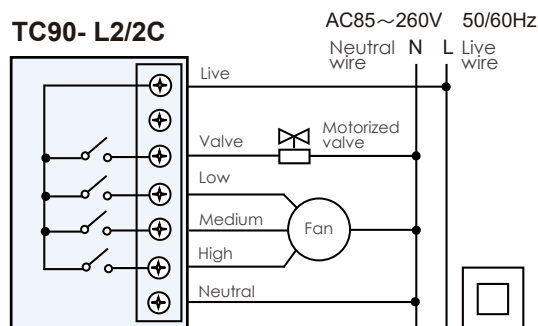 TC90- L2/2C
AC85～260V 50/60Hz
Neutral wire N L Live wire
Live
Valve
Motorized valve
Low
Medium
Fan
High
Neutral